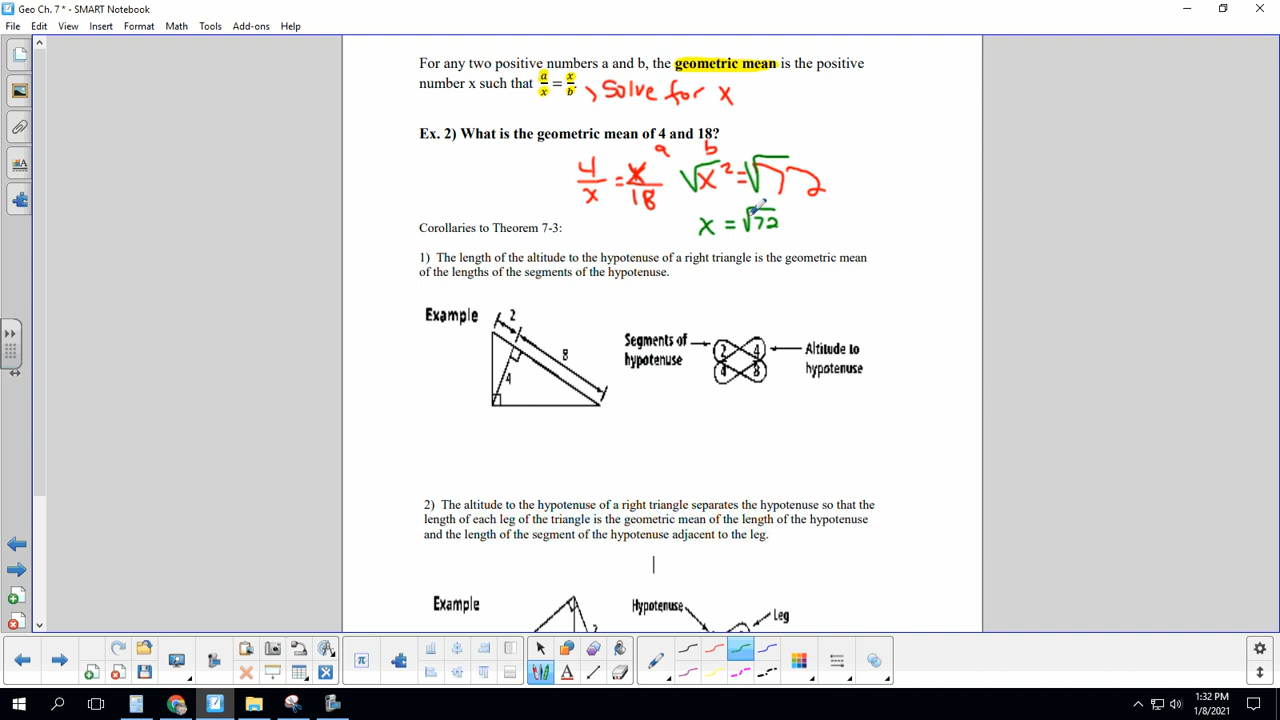 Geo Ch. 7 * - SMART Notebook
File Edit View Insert Format Math Tools Add-ons Help
For any two positive numbers a and b, the geometric mean is the positive
number x such that a/x = x/b. , Solve for x
Ex. 2) What is the geometric mean of 4 and 18?
a b
4/x = x/18 √x² = √72
x = √72
Corollaries to Theorem 7-3:
1) The length of the altitude to the hypotenuse of a right triangle is the geometric mean
of the lengths of the segments of the hypotenuse.
Example
2
8
4
Segments of
hypotenuse
2 4
4 8
Altitude to
hypotenuse
2) The altitude to the hypotenuse of a right triangle separates the hypotenuse so that the
length of each leg of the triangle is the geometric mean of the length of the hypotenuse
and the length of the segment of the hypotenuse adjacent to the leg.
Example
Hypotenuse
Leg
1:32 PM
1/8/2021